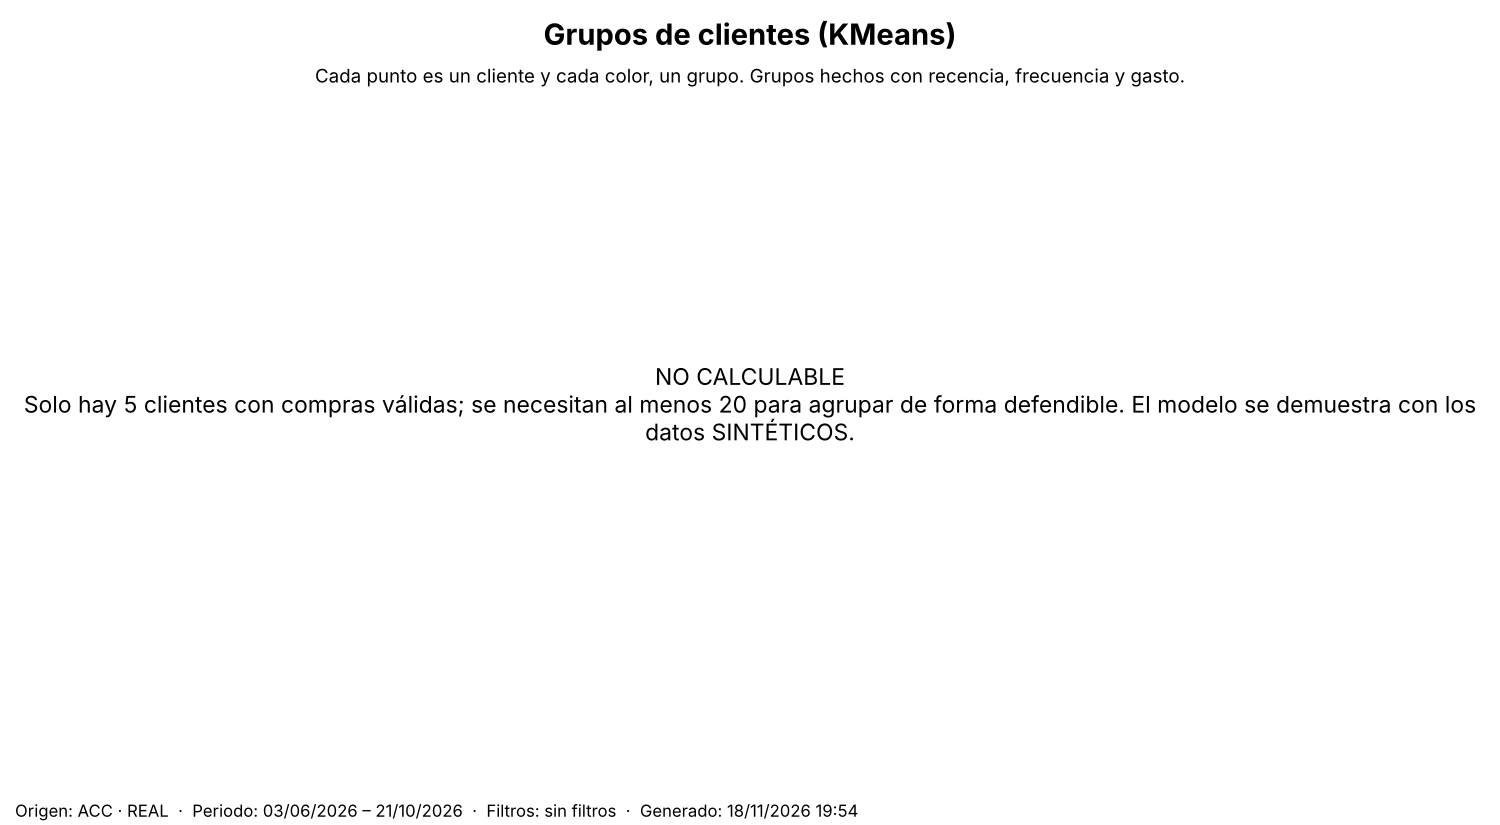 Grupos de clientes (KMeans)
Cada punto es un cliente y cada color, un grupo. Grupos hechos con recencia, frecuencia y gasto.
NO CALCULABLE
Solo hay 5 clientes con compras válidas; se necesitan al menos 20 para agrupar de forma defendible. El modelo se demuestra con los
datos SINTÉTICOS.
Origen: ACC · REAL · Periodo: 03/06/2026 – 21/10/2026 · Filtros: sin filtros · Generado: 18/11/2026 19:54